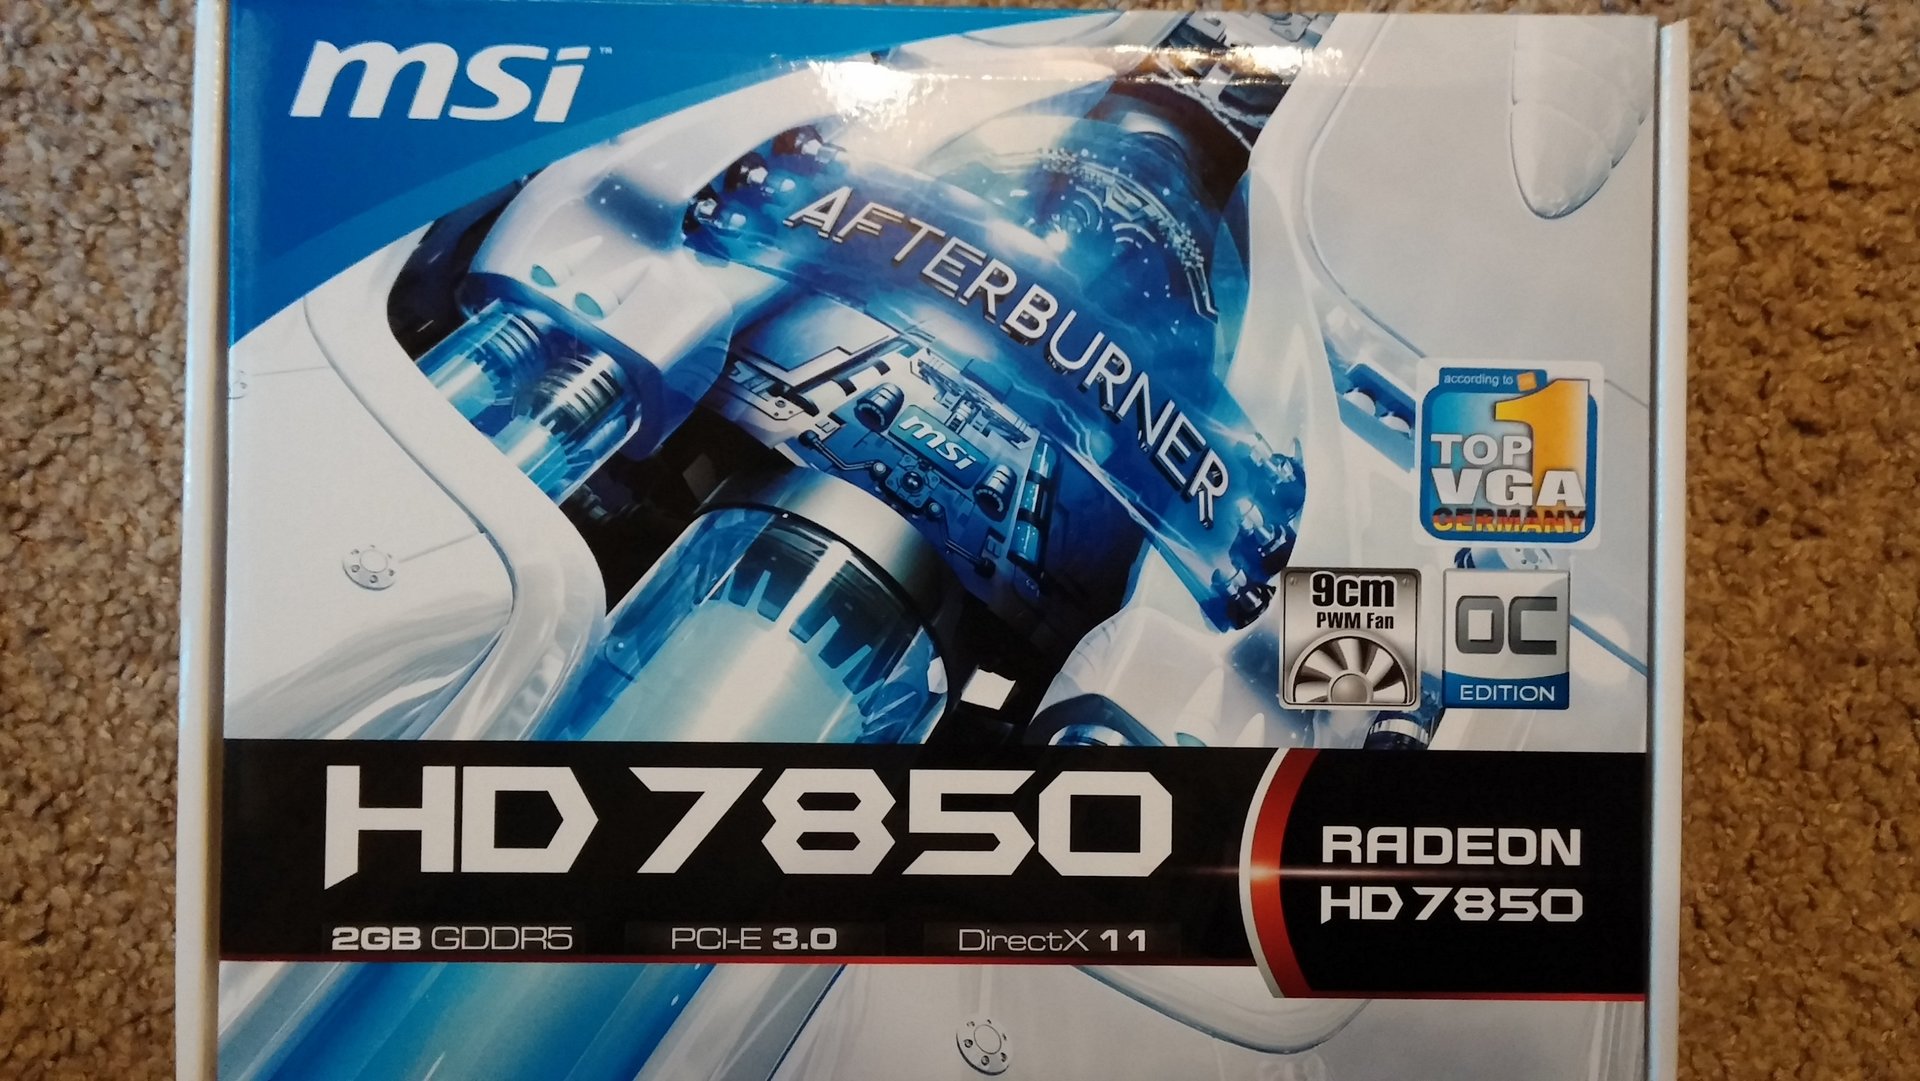 msi™
AFTERBURNER
msi
according to
1
TOP
VGA
GERMANY
9cm
PWM Fan
OC
EDITION
HD 7850
RADEON
HD 7850
2GB GDDR5
PCI-E 3.0
DirectX 11